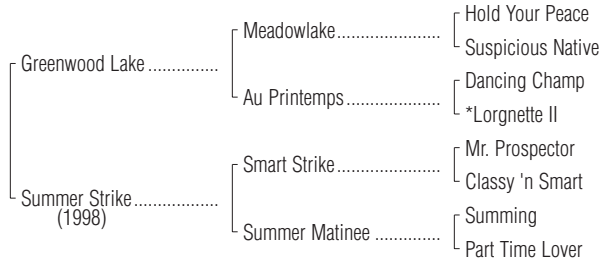 Hold Your Peace
Meadowlake....................
Suspicious Native
Greenwood Lake ...............
Dancing Champ
Au Printemps..................
*Lorgnette II
Mr. Prospector
Smart Strike....................
Classy 'n Smart
Summer Strike.................
(1998)
Summing
Summer Matinee .............
Part Time Lover